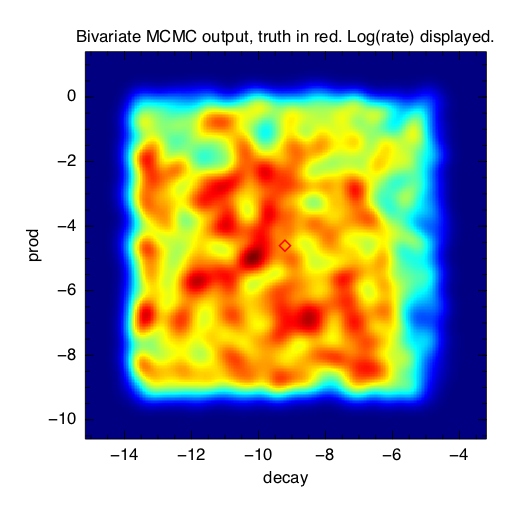 Bivariate MCMC output, truth in red. Log(rate) displayed.
0
−2
−4
−6
−8
−10
prod
−14 −12 −10 −8 −6 −4
decay